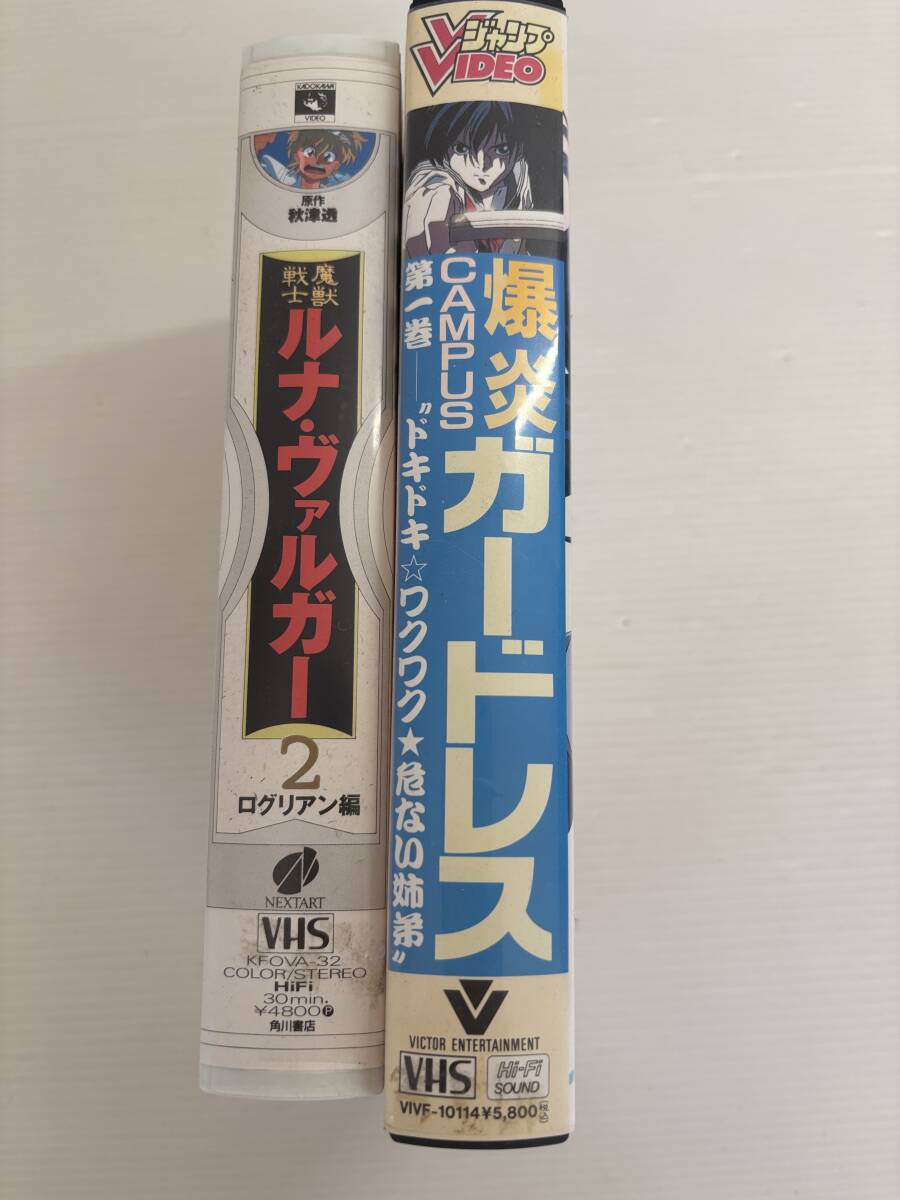 KADOKAWA
VIDEO
原作
秋津透
魔獣
戦士
ルナ・ヴァルガー
2
ログリアン編
NEXTART
VHS
KFOVA-32
COLOR/STEREO
HiFi
30min.
¥4800Ⓟ
角川書店
Vジャンプ
VIDEO
爆炎
CAMPUS
ガードレス
第一巻――〝ドキドキ☆ワクワク★危ない姉弟〟
VICTOR ENTERTAINMENT
VHS
Hi-Fi
SOUND
VIVF-10114¥5,800(税込)